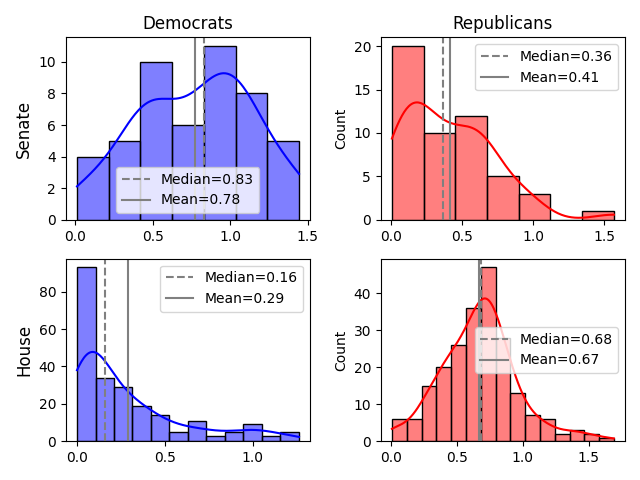 Democrats
Republicans
Senate
10
8
6
4
2
0
0.0 0.5 1.0 1.5
Median=0.83
Mean=0.78
Count
20
15
10
5
0
0.0 0.5 1.0 1.5
Median=0.36
Mean=0.41
House
80
60
40
20
0
0.0 0.5 1.0
Median=0.16
Mean=0.29
Count
40
30
20
10
0
0.0 0.5 1.0 1.5
Median=0.68
Mean=0.67